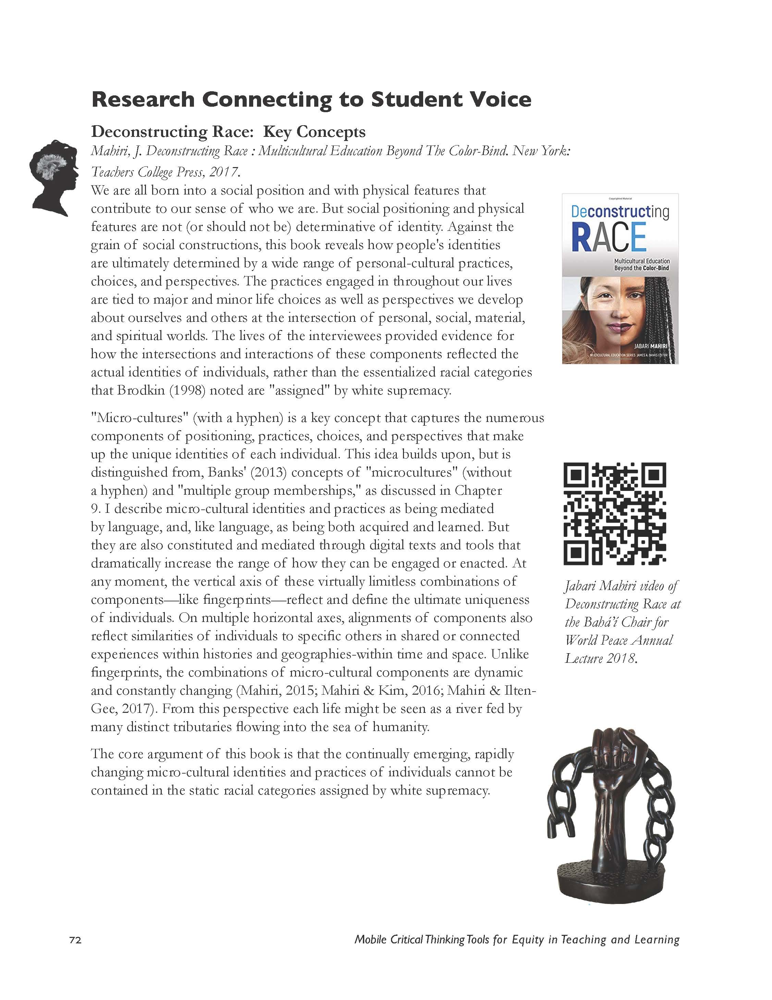 Research Connecting to Student Voice
Deconstructing Race: Key Concepts
Mahiri, J. Deconstructing Race : Multicultural Education Beyond The Color-Bind. New York:
Teachers College Press, 2017.
We are all born into a social position and with physical features that
contribute to our sense of who we are. But social positioning and physical
features are not (or should not be) determinative of identity. Against the
grain of social constructions, this book reveals how people's identities
are ultimately determined by a wide range of personal-cultural practices,
choices, and perspectives. The practices engaged in throughout our lives
are tied to major and minor life choices as well as perspectives we develop
about ourselves and others at the intersection of personal, social, material,
and spiritual worlds. The lives of the interviewees provided evidence for
how the intersections and interactions of these components reflected the
actual identities of individuals, rather than the essentialized racial categories
that Brodkin (1998) noted are "assigned" by white supremacy.
"Micro-cultures" (with a hyphen) is a key concept that captures the numerous
components of positioning, practices, choices, and perspectives that make
up the unique identities of each individual. This idea builds upon, but is
distinguished from, Banks' (2013) concepts of "microcultures" (without
a hyphen) and "multiple group memberships," as discussed in Chapter
9. I describe micro-cultural identities and practices as being mediated
by language, and, like language, as being both acquired and learned. But
they are also constituted and mediated through digital texts and tools that
dramatically increase the range of how they can be engaged or enacted. At
any moment, the vertical axis of these virtually limitless combinations of
components—like fingerprints—reflect and define the ultimate uniqueness
of individuals. On multiple horizontal axes, alignments of components also
reflect similarities of individuals to specific others in shared or connected
experiences within histories and geographies-within time and space. Unlike
fingerprints, the combinations of micro-cultural components are dynamic
and constantly changing (Mahiri, 2015; Mahiri & Kim, 2016; Mahiri & Ilten-
Gee, 2017). From this perspective each life might be seen as a river fed by
many distinct tributaries flowing into the sea of humanity.
The core argument of this book is that the continually emerging, rapidly
changing micro-cultural identities and practices of individuals cannot be
contained in the static racial categories assigned by white supremacy.
Copyrighted Material
Deconstructing
RACE
Multicultural Education
Beyond the Color-Bind
JABARI MAHIRI
MULTICULTURAL EDUCATION SERIES JAMES A. BANKS EDITOR
Jabari Mahiri video of
Deconstructing Race at
the Bahá’í Chair for
World Peace Annual
Lecture 2018.
72
Mobile Critical Thinking Tools for Equity in Teaching and Learning